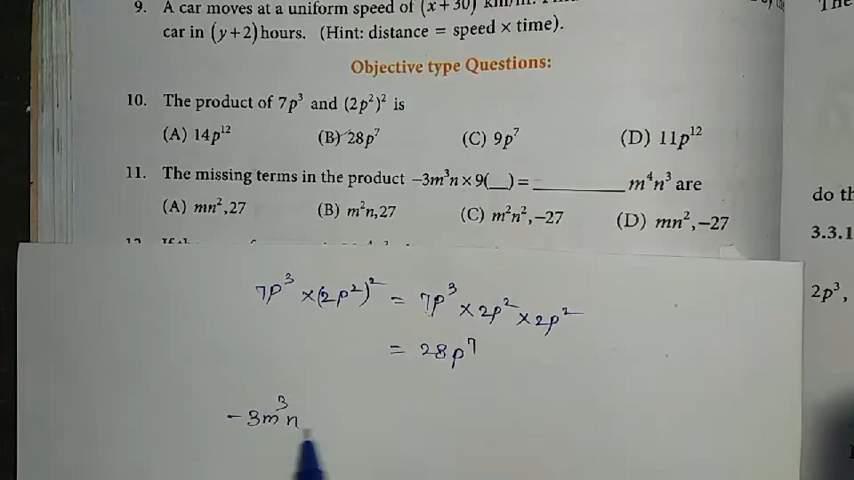 9. A car moves at a uniform speed of (x+30)
car in (y+2) hours. (Hint: distance = speed × time).
Objective type Questions:
10. The product of 7p³ and (2p²)² is
(A) 14p¹² (B) 28p⁷ (C) 9p⁷ (D) 11p¹²
11. The missing terms in the product −3m³n × 9(__) = ________ m⁴n³ are
(A) mn²,27 (B) m²n,27 (C) m²n²,−27 (D) mn²,−27
7p³ × (2p²)² = 7p³ × 2p² × 2p²
= 28p⁷
−3m³n
The
do th
3.3.1
2p³,